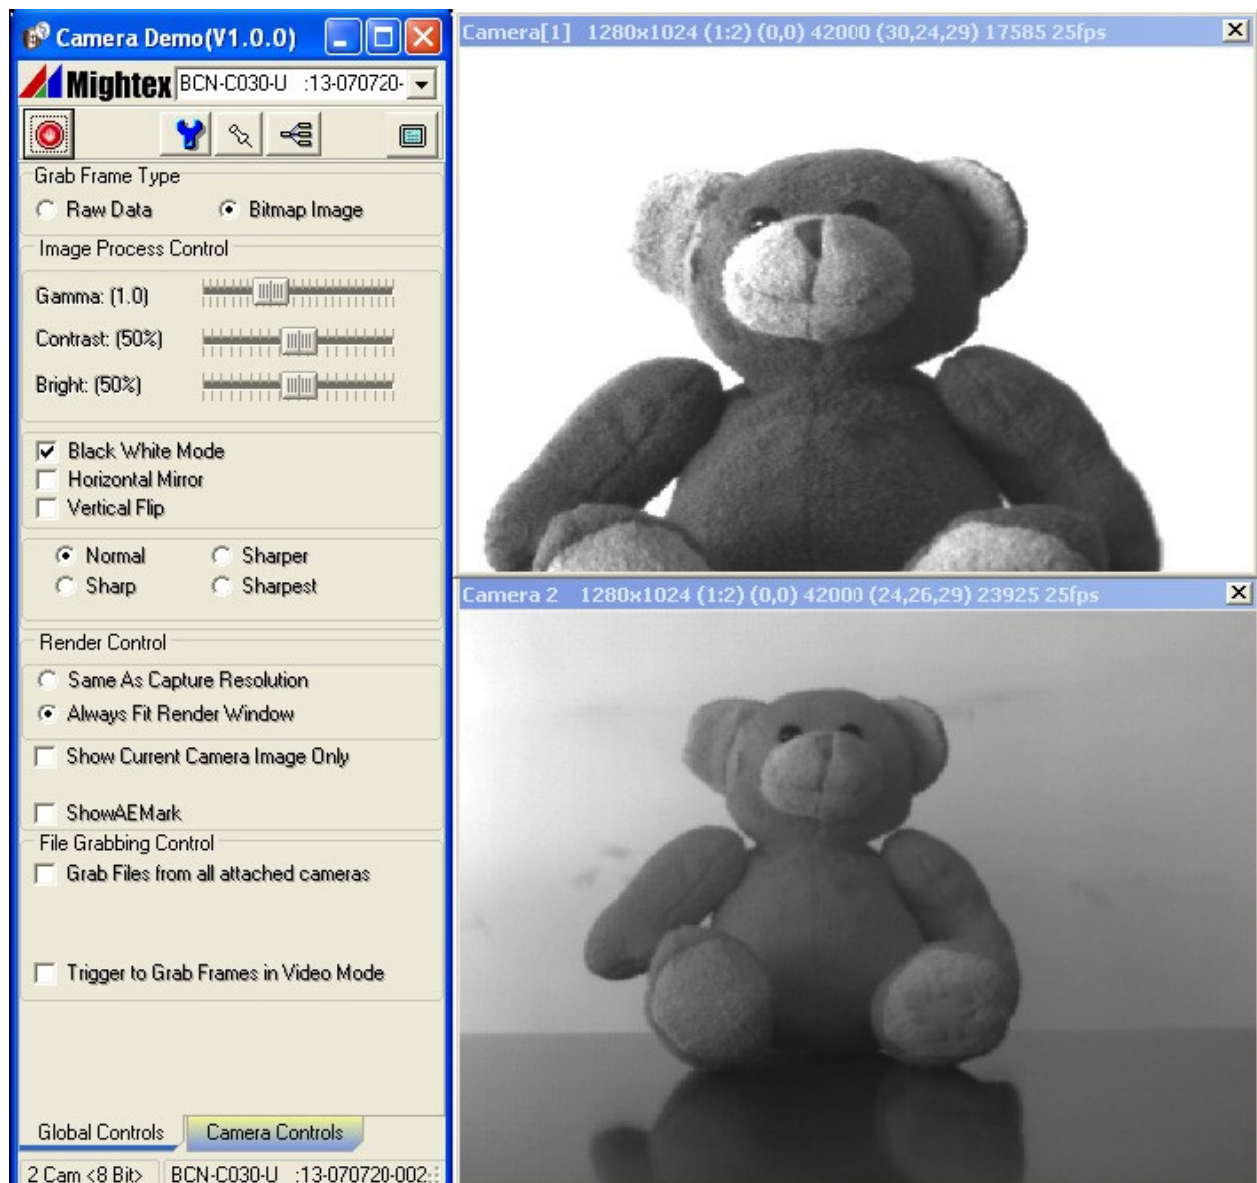 Camera Demo(V1.0.0)
Mightex
BCN-C030-U :13-070720-
Grab Frame Type
Raw Data
Bitmap Image
Image Process Control
Gamma: (1.0)
Contrast: (50%)
Bright: (50%)
Black White Mode
Horizontal Mirror
Vertical Flip
Normal
Sharper
Sharp
Sharpest
Render Control
Same As Capture Resolution
Always Fit Render Window
Show Current Camera Image Only
ShowAEMark
File Grabbing Control
Grab Files from all attached cameras
Trigger to Grab Frames in Video Mode
Global Controls
Camera Controls
2 Cam <8 Bit>
BCN-C030-U :13-070720-002
Camera[1] 1280x1024 (1:2) (0,0) 42000 (30,24,29) 17585 25fps
Camera 2 1280x1024 (1:2) (0,0) 42000 (24,26,29) 23925 25fps